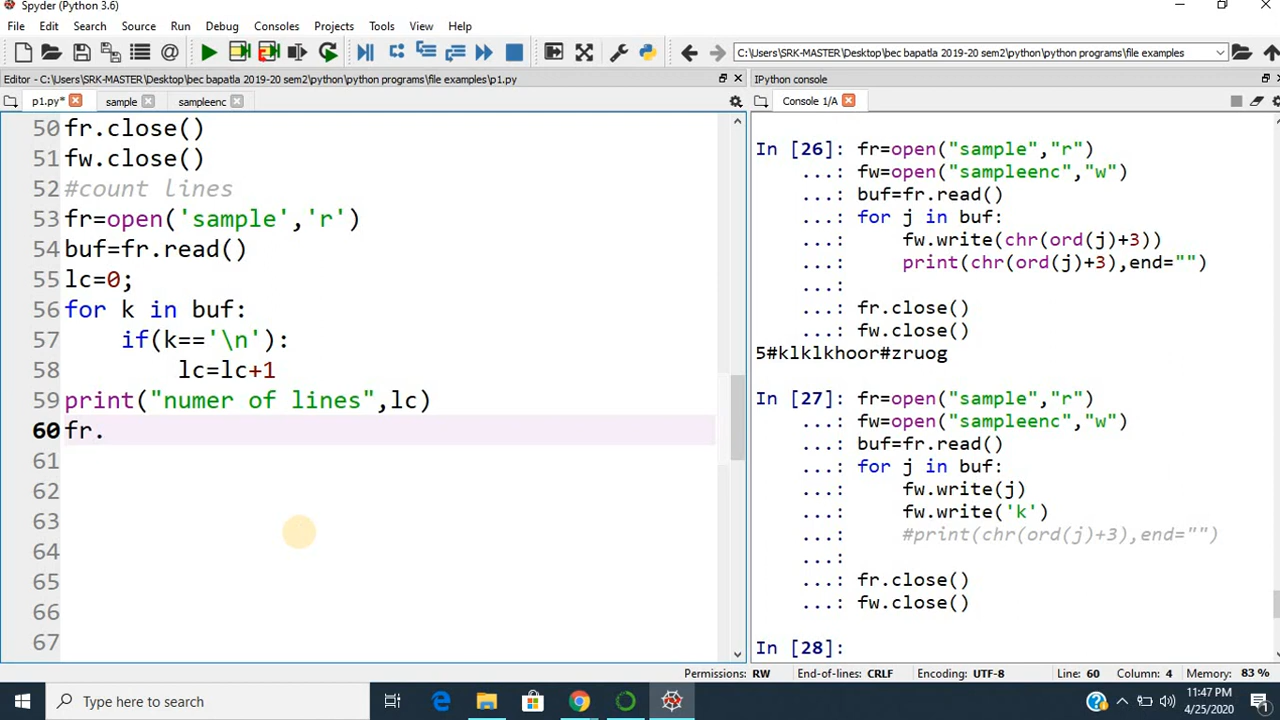 Spyder (Python 3.6)
File Edit Search Source Run Debug Consoles Projects Tools View Help
C:\Users\SRK-MASTER\Desktop\bec bapatla 2019-20 sem2\python\python programs\file examples
Editor - C:\Users\SRK-MASTER\Desktop\bec bapatla 2019-20 sem2\python\python programs\file examples\p1.py
p1.py* sample sampleenc
50 fr.close()
51 fw.close()
52 #count lines
53 fr=open('sample','r')
54 buf=fr.read()
55 lc=0;
56 for k in buf:
57 if(k=='\n'):
58 lc=lc+1
59 print("numer of lines",lc)
60 fr.
61
62
63
64
65
66
67
IPython console
Console 1/A
In [26]: fr=open("sample","r")
...: fw=open("sampleenc","w")
...: buf=fr.read()
...: for j in buf:
...: fw.write(chr(ord(j)+3))
...: print(chr(ord(j)+3),end="")
...:
...: fr.close()
...: fw.close()
5#klklkhoor#zruog
In [27]: fr=open("sample","r")
...: fw=open("sampleenc","w")
...: buf=fr.read()
...: for j in buf:
...: fw.write(j)
...: fw.write('k')
...: #print(chr(ord(j)+3),end="")
...:
...: fr.close()
...: fw.close()
In [28]:
Permissions: RW End-of-lines: CRLF Encoding: UTF-8 Line: 60 Column: 4 Memory: 83 %
Type here to search
11:47 PM
4/25/2020